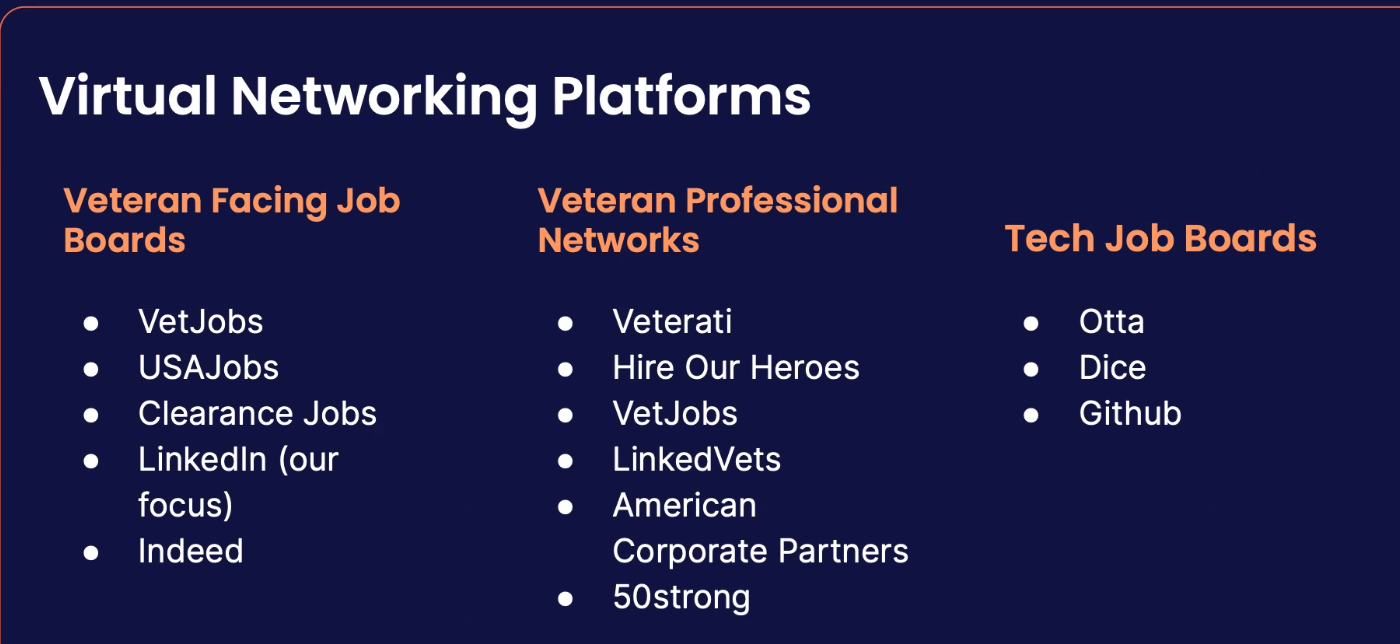 Virtual Networking Platforms
Veteran Facing Job
Boards
● VetJobs
● USAJobs
● Clearance Jobs
● LinkedIn (our
focus)
● Indeed
Veteran Professional
Networks
● Veterati
● Hire Our Heroes
● VetJobs
● LinkedVets
● American
Corporate Partners
● 50strong
Tech Job Boards
● Otta
● Dice
● Github